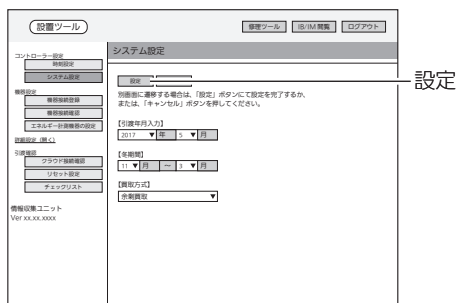 設置ツール
修理ツール
IB/IM 閲覧
ログアウト
コントローラー設定
時刻設定
システム設定
機器設定
機器接続登録
機器接続確認
エネルギー計測機器の設定
詳細設定（開く）
引渡確認
クラウド接続確認
リセット設定
チェックリスト
情報収集ユニット
Ver xx.xx.xxxx
システム設定
設定
設定
別画面に遷移する場合は、「設定」ボタンにて設定を完了するか、
または、「キャンセル」ボタンを押してください。
【引渡年月入力】
2017 ▼ 年 5 ▼ 月
【冬期間】
11 ▼ 月 ～ 3 ▼ 月
【買取方式】
余剰買取 ▼